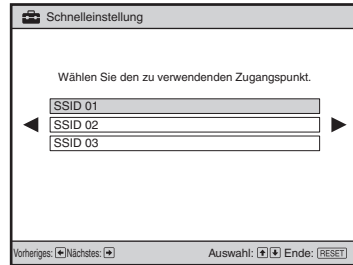 Schnelleinstellung
Wählen Sie den zu verwendenden Zugangspunkt.
SSID 01
SSID 02
SSID 03
Vorheriges: ← Nächstes: → Auswahl: ↑ ↓ Ende: RESET